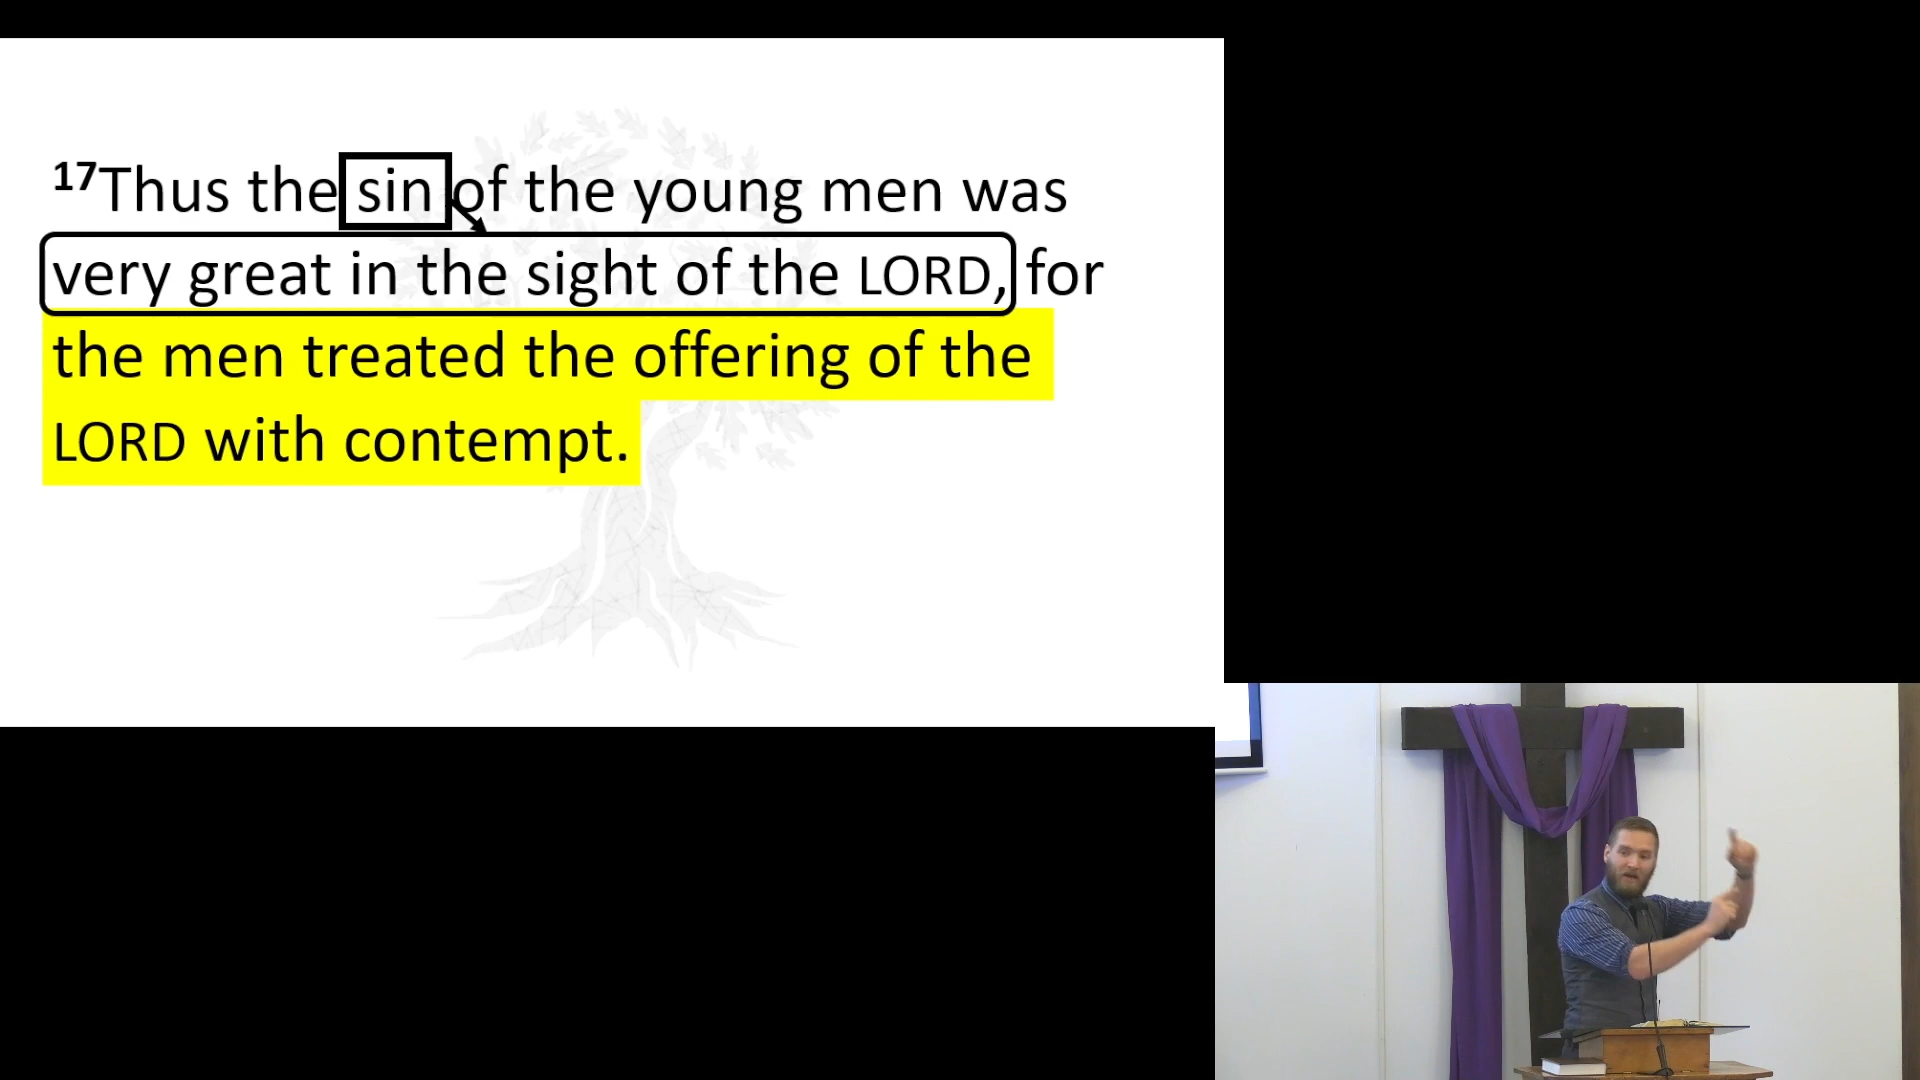 ¹⁷Thus the sin of the young men was
very great in the sight of the LORD, for
the men treated the offering of the
LORD with contempt.